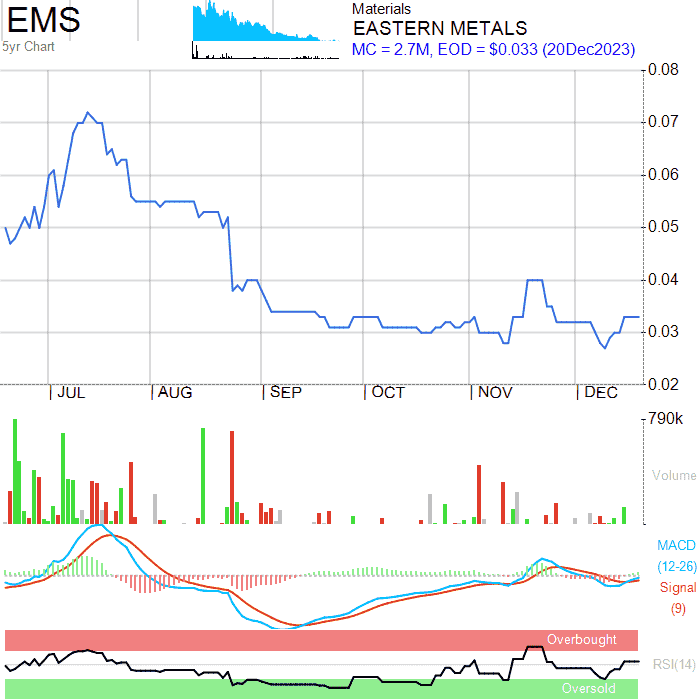 EMS
5yr Chart
Materials
EASTERN METALS
MC = 2.7M, EOD = $0.033 (20Dec2023)
0.08
0.07
0.06
0.05
0.04
0.03
0.02
JUL
AUG
SEP
OCT
NOV
DEC
790k
Volume
MACD
(12-26)
Signal
(9)
Overbought
RSI(14)
Oversold